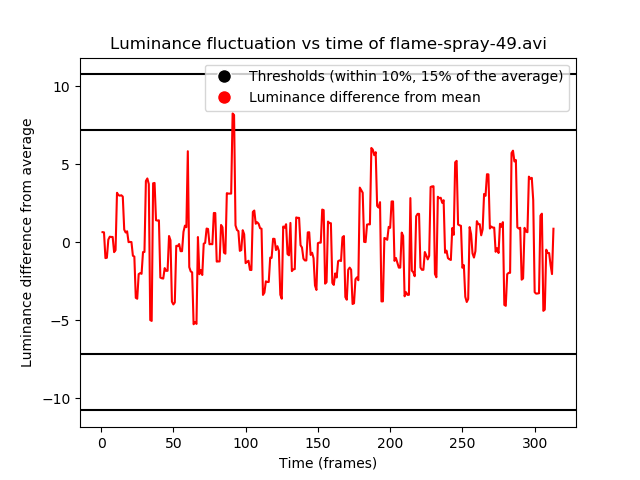 Luminance fluctuation vs time of flame-spray-49.avi
Thresholds (within 10%, 15% of the average)
Luminance difference from mean
Luminance difference from average
10
5
0
−5
−10
0
50
100
150
200
250
300
Time (frames)